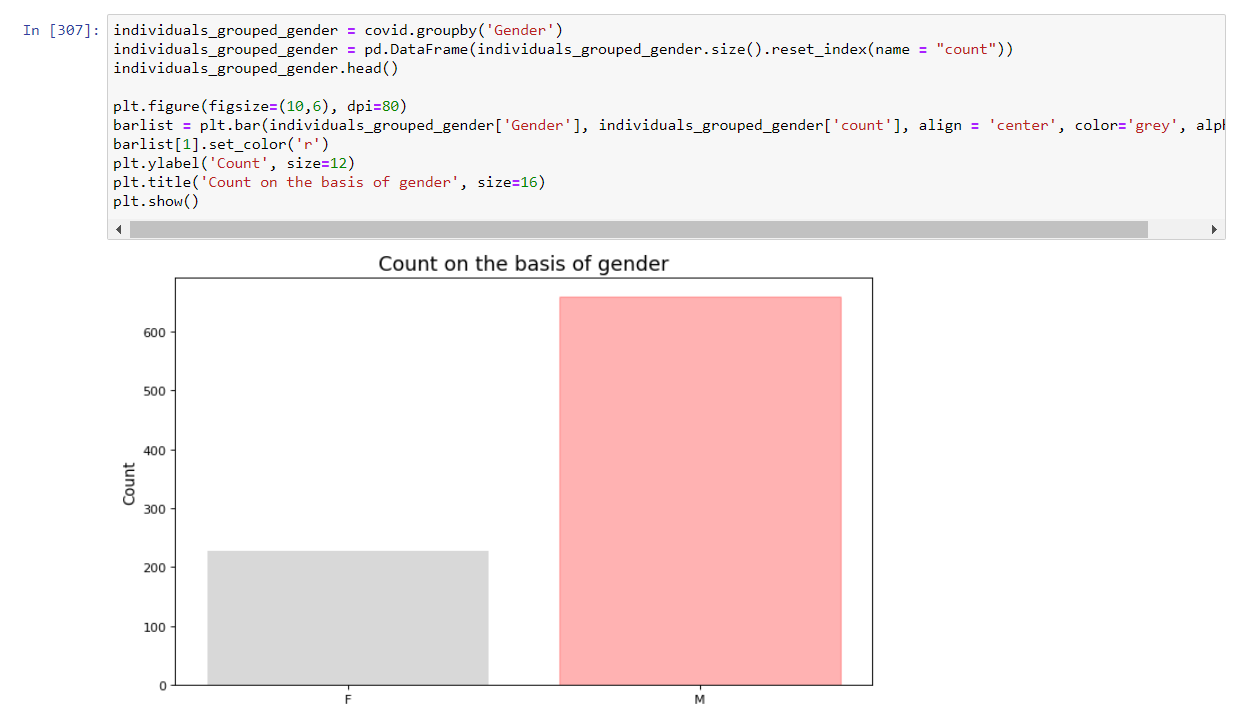 In [307]:
individuals_grouped_gender = covid.groupby('Gender')
individuals_grouped_gender = pd.DataFrame(individuals_grouped_gender.size().reset_index(name = "count"))
individuals_grouped_gender.head()
plt.figure(figsize=(10,6), dpi=80)
barlist = plt.bar(individuals_grouped_gender['Gender'], individuals_grouped_gender['count'], align = 'center', color='grey',
barlist[1].set_color('r')
plt.ylabel('Count', size=12)
plt.title('Count on the basis of gender', size=16)
plt.show()
Count on the basis of gender
600
500
400
300
200
100
0
Count
F
M